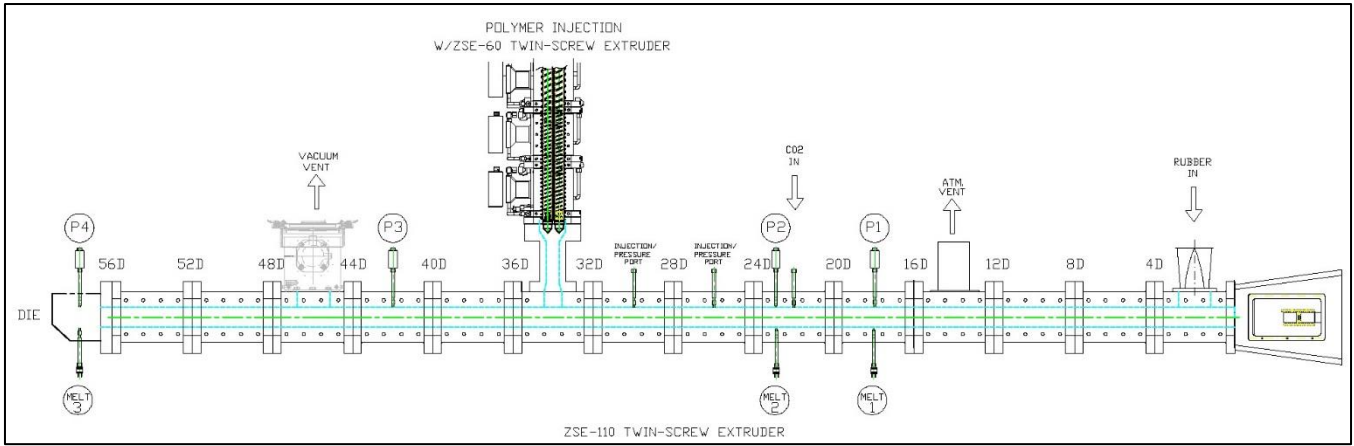 POLYMER INJECTION
W/ZSE-60 TWIN-SCREW EXTRUDER
VACUUM
VENT
CO2
IN
ATM.
VENT
RUBBER
IN
P4
P3
P2
P1
INJECTION/
PRESSURE
PORT
INJECTION/
PRESSURE
PORT
56D
52D
48D
44D
40D
36D
32D
28D
24D
20D
16D
12D
8D
4D
DIE
MELT
3
MELT
2
MELT
1
ZSE-110 TWIN-SCREW EXTRUDER